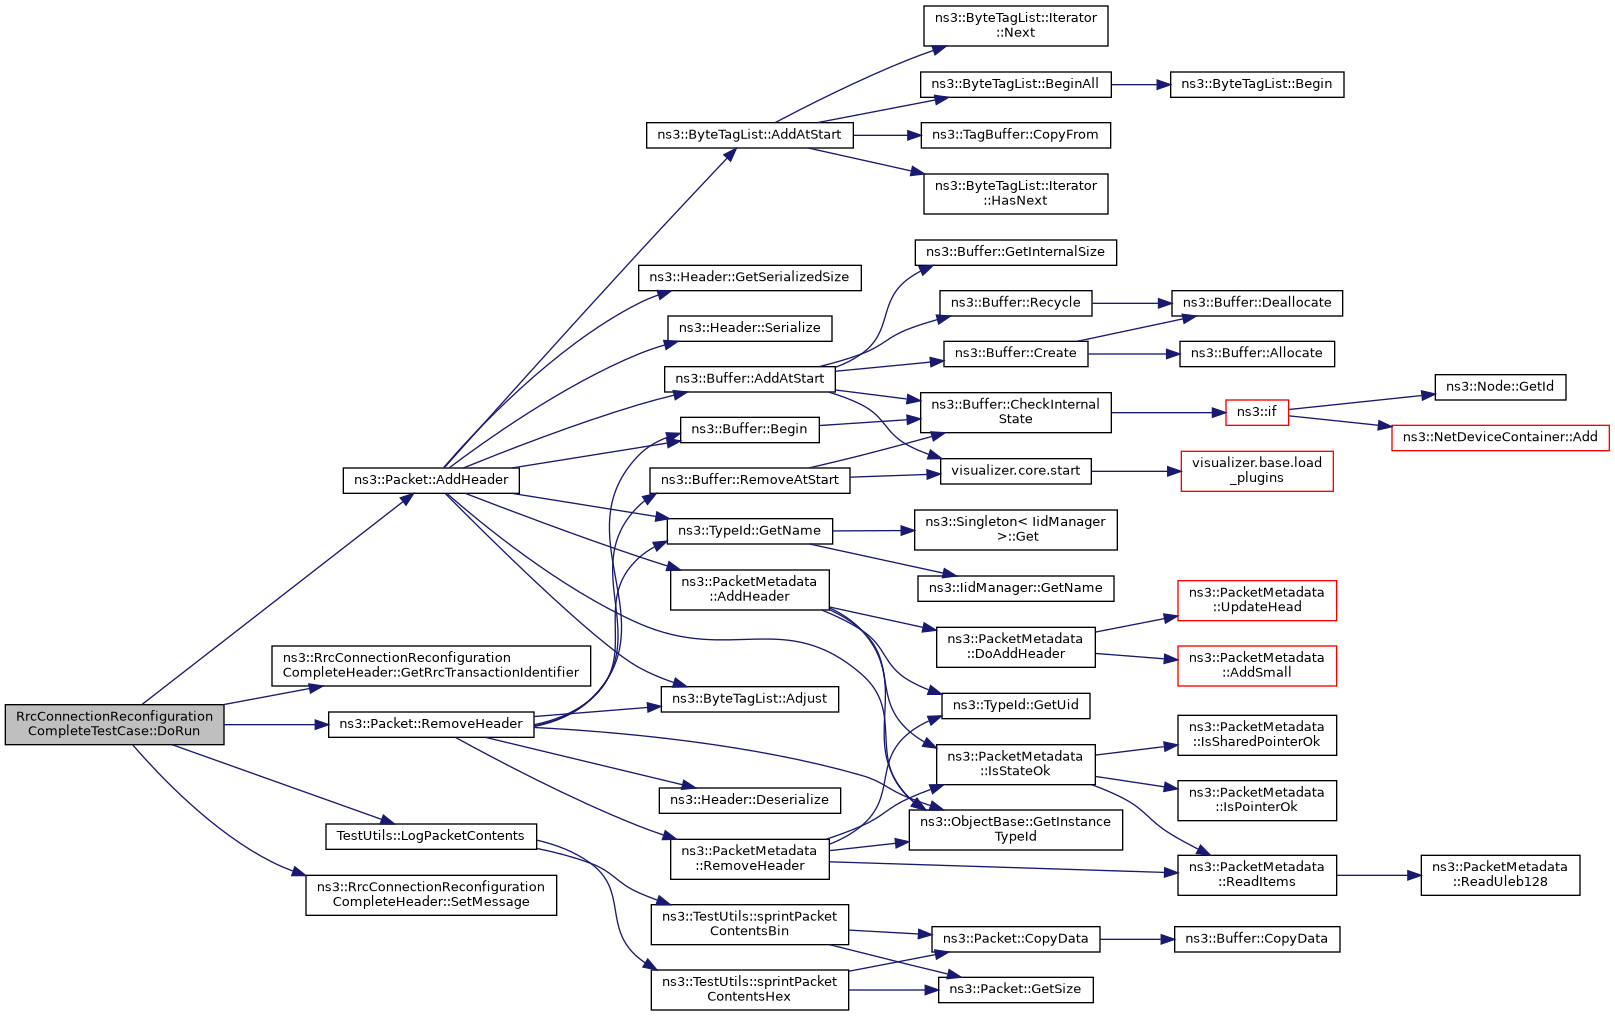 ns3::ByteTagList::Iterator
::Next
ns3::ByteTagList::BeginAll
ns3::ByteTagList::Begin
ns3::ByteTagList::AddAtStart
ns3::TagBuffer::CopyFrom
ns3::ByteTagList::Iterator
::HasNext
ns3::Buffer::GetInternalSize
ns3::Header::GetSerializedSize
ns3::Buffer::Recycle
ns3::Buffer::Deallocate
ns3::Header::Serialize
ns3::Buffer::Create
ns3::Buffer::Allocate
ns3::Buffer::AddAtStart
ns3::Node::GetId
ns3::Buffer::CheckInternal
State
ns3::if
ns3::Buffer::Begin
ns3::NetDeviceContainer::Add
ns3::Packet::AddHeader
ns3::Buffer::RemoveAtStart
visualizer.core.start
visualizer.base.load
_plugins
ns3::TypeId::GetName
ns3::Singleton< IidManager
>::Get
ns3::PacketMetadata
::AddHeader
ns3::IidManager::GetName
ns3::PacketMetadata
::UpdateHead
ns3::PacketMetadata
::DoAddHeader
ns3::PacketMetadata
::AddSmall
ns3::RrcConnectionReconfiguration
CompleteHeader::GetRrcTransactionIdentifier
ns3::ByteTagList::Adjust
ns3::TypeId::GetUid
RrcConnectionReconfiguration
CompleteTestCase::DoRun
ns3::Packet::RemoveHeader
ns3::PacketMetadata
::IsSharedPointerOk
ns3::PacketMetadata
::IsStateOk
ns3::PacketMetadata
::IsPointerOk
ns3::Header::Deserialize
ns3::ObjectBase::GetInstance
TypeId
TestUtils::LogPacketContents
ns3::PacketMetadata
::RemoveHeader
ns3::PacketMetadata
::ReadItems
ns3::PacketMetadata
::ReadUleb128
ns3::RrcConnectionReconfiguration
CompleteHeader::SetMessage
ns3::TestUtils::sprintPacket
ContentsBin
ns3::Packet::CopyData
ns3::Buffer::CopyData
ns3::TestUtils::sprintPacket
ContentsHex
ns3::Packet::GetSize